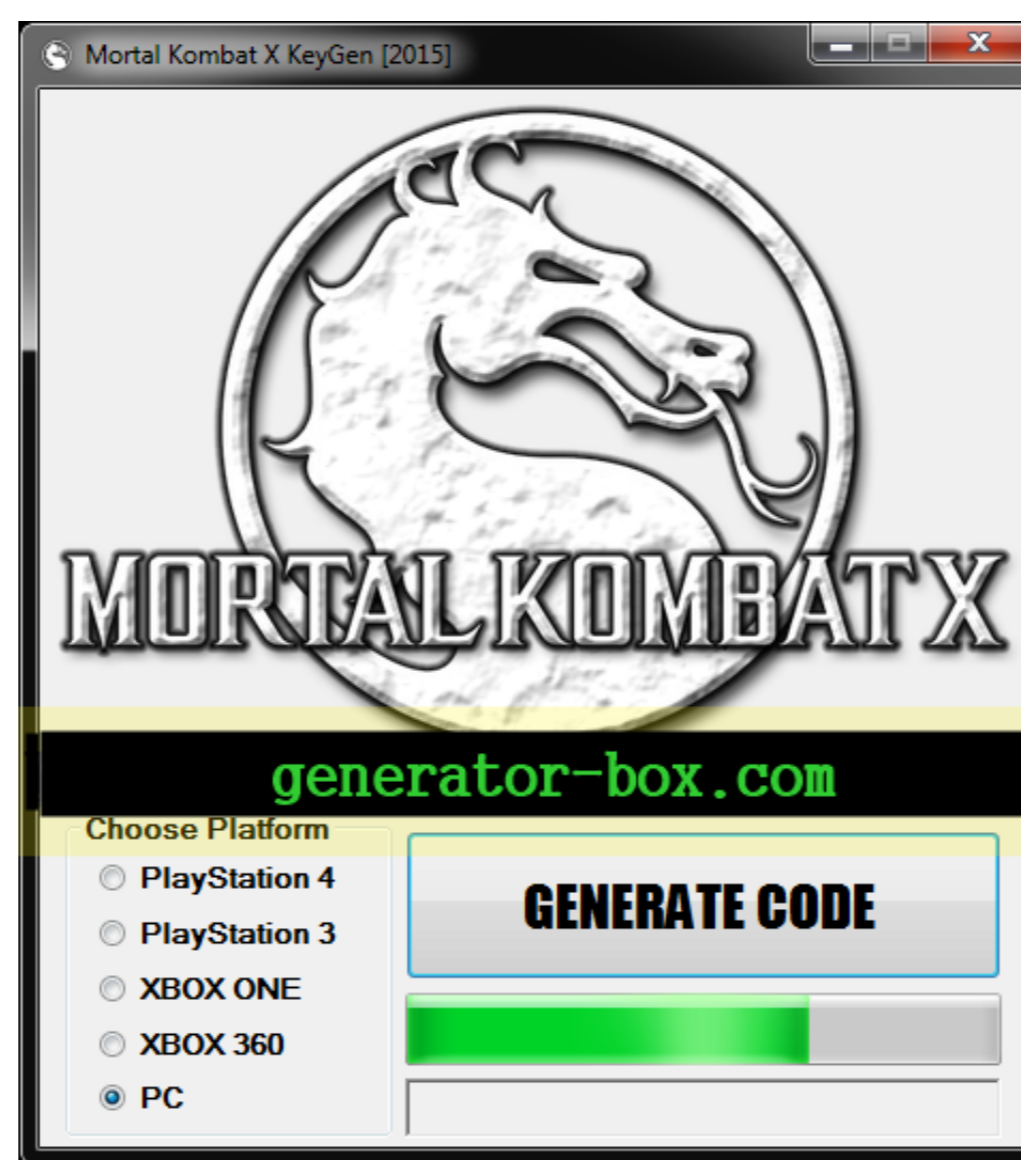 Mortal Kombat X KeyGen [2015]
MORTAL KOMBAT X
generator-box.com
Choose Platform
PlayStation 4
PlayStation 3
XBOX ONE
XBOX 360
PC
GENERATE CODE